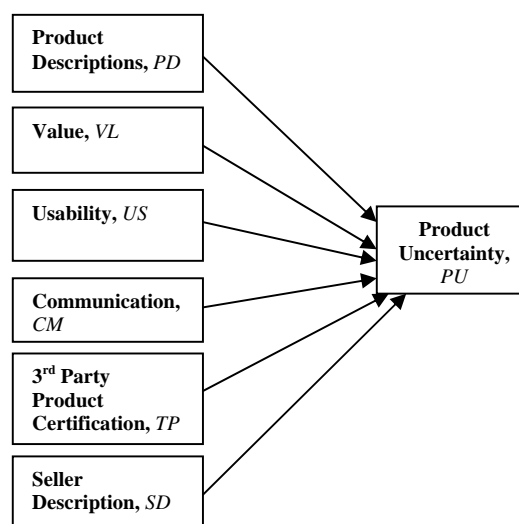 Product
Descriptions, PD
Value, VL
Usability, US
Communication,
CM
3rd Party
Product
Certification, TP
Seller
Description, SD
Product
Uncertainty,
PU